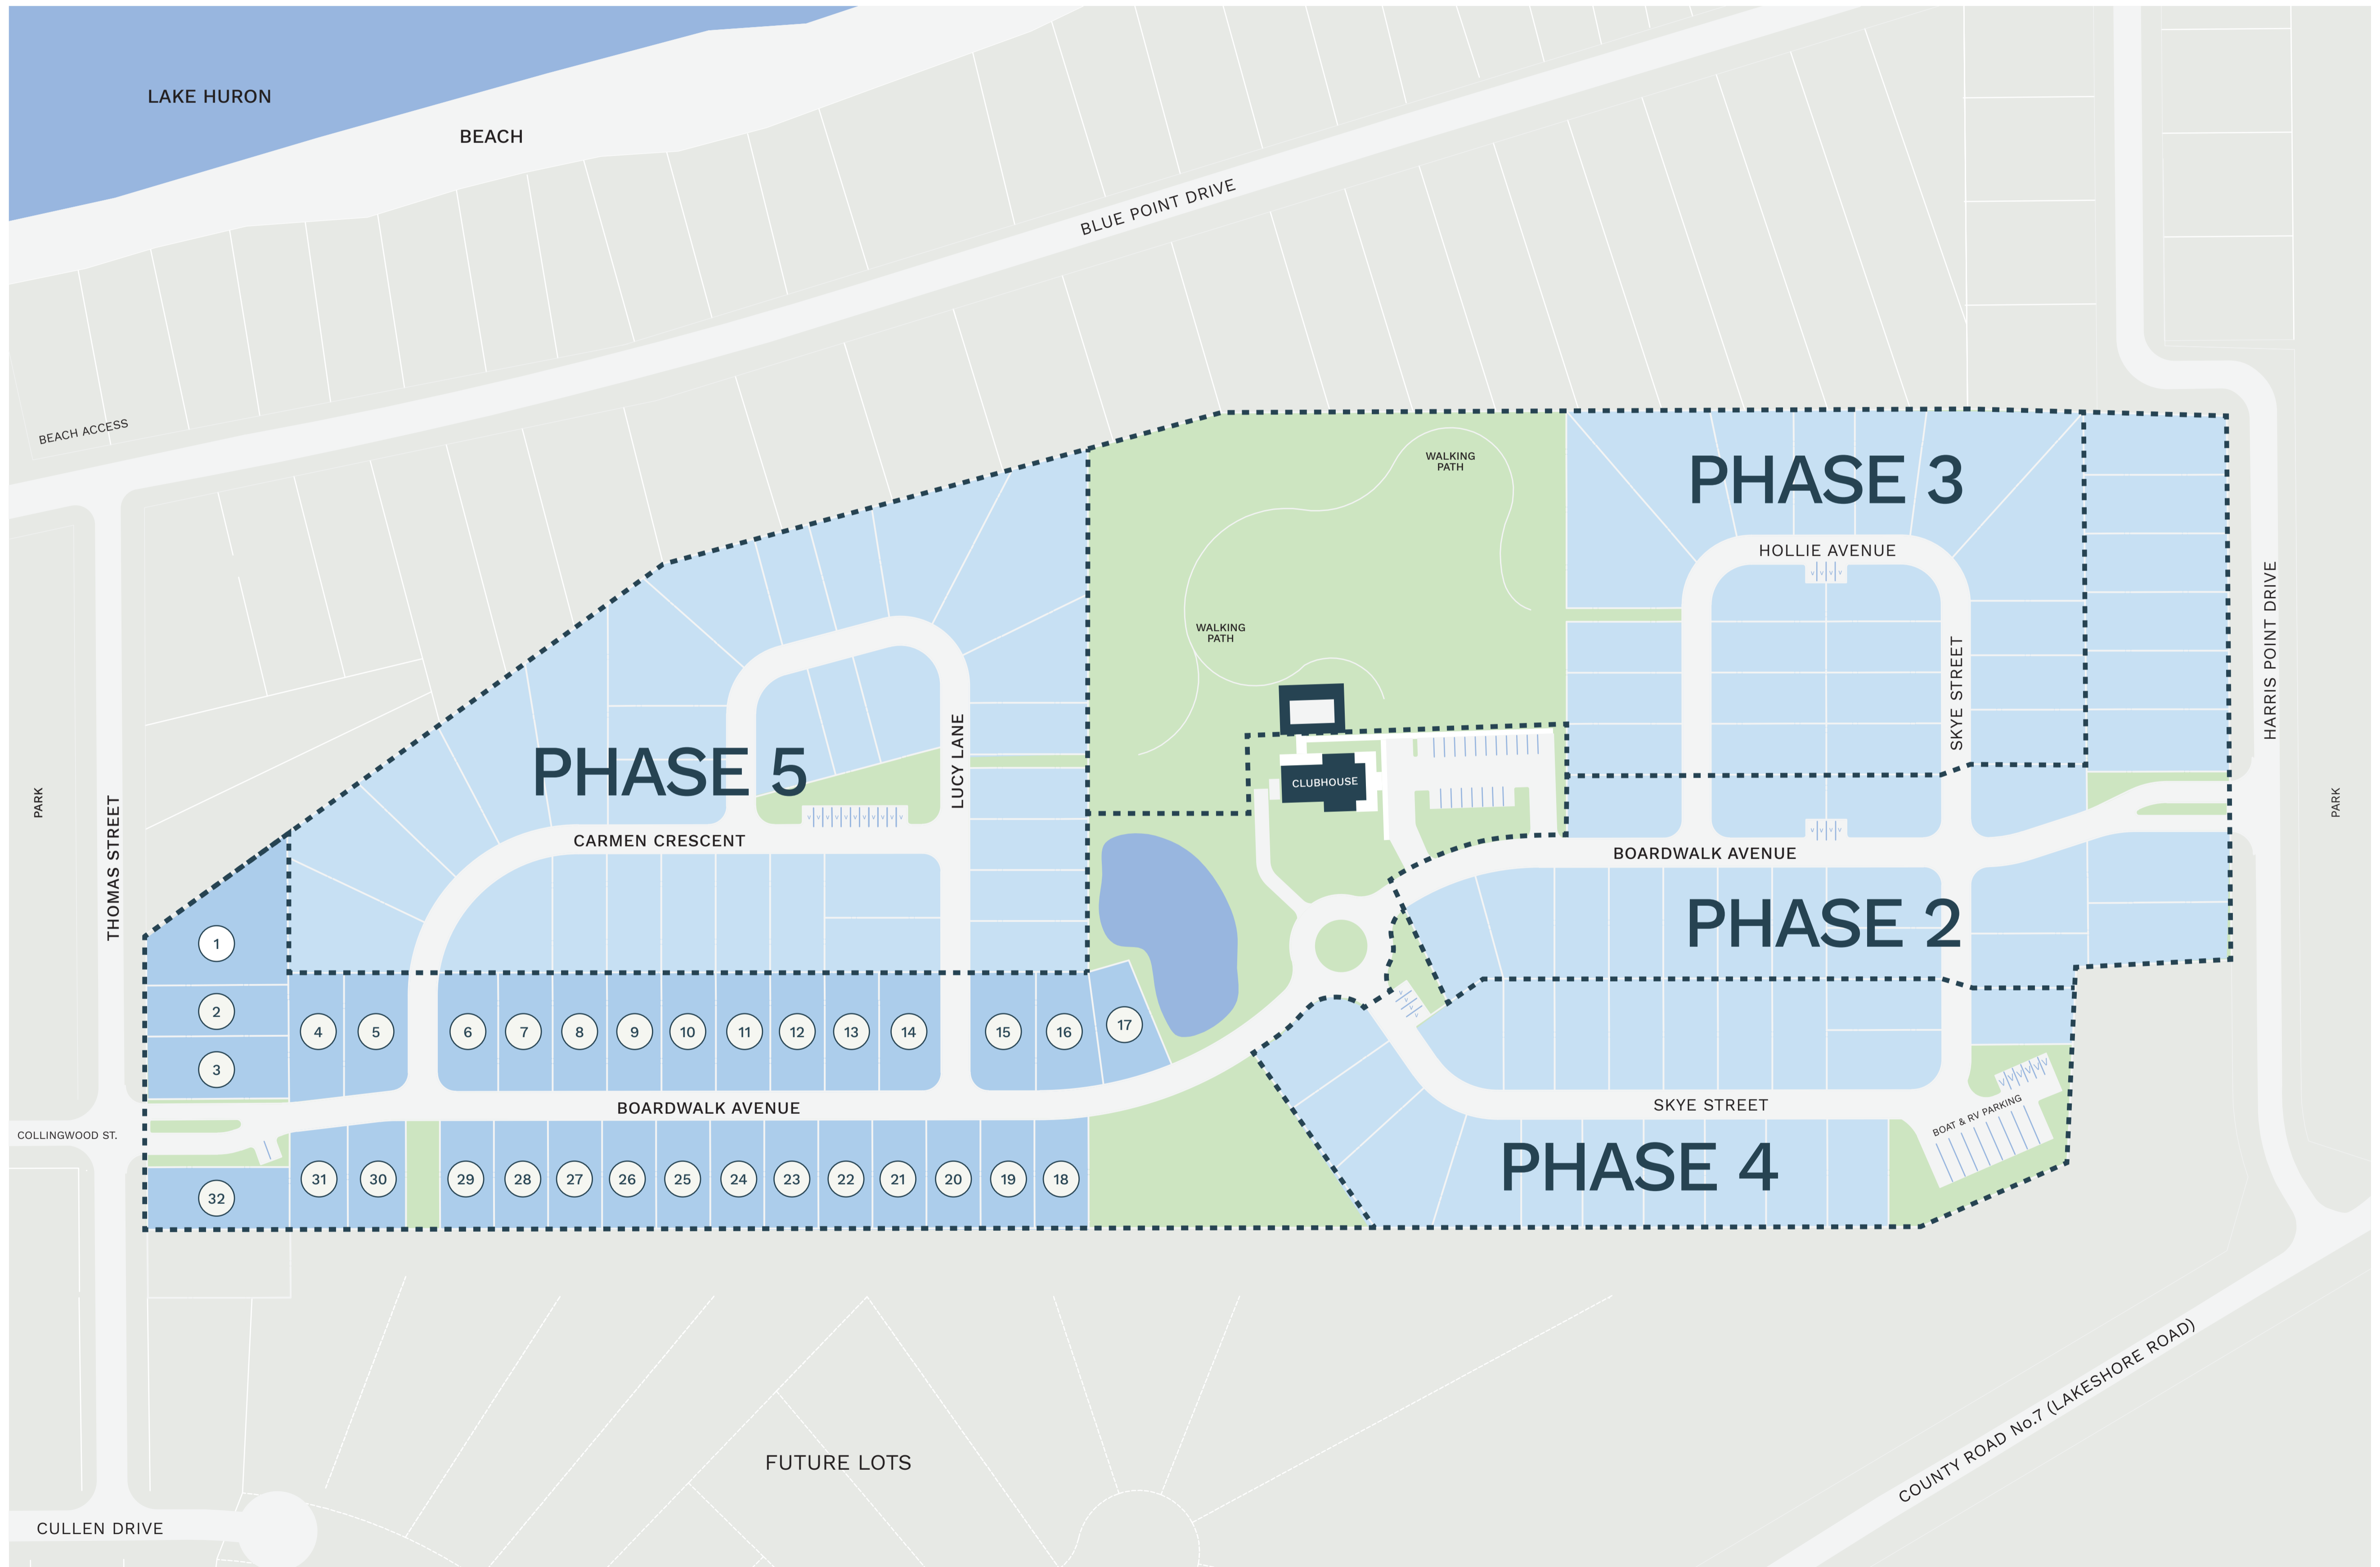 LAKE HURON
BEACH
BLUE POINT DRIVE
BEACH ACCESS
WALKING
PATH
PHASE 3
HOLLIE AVENUE
V V V V
WALKING
PATH
SKYE STREET
HARRIS POINT DRIVE
PARK
THOMAS STREET
PHASE 5
LUCY LANE
CLUBHOUSE
PARK
V V V V V V V V V V V
CARMEN CRESCENT
V V V V
BOARDWALK AVENUE
PHASE 2
1
2
3
4
5
6
7
8
9
10
11
12
13
14
15
16
17
V V V V
BOARDWALK AVENUE
SKYE STREET
V V V V V V
BOAT & RV PARKING
COLLINGWOOD ST.
PHASE 4
32
31
30
29
28
27
26
25
24
23
22
21
20
19
18
COUNTY ROAD No.7 (LAKESHORE ROAD)
FUTURE LOTS
CULLEN DRIVE